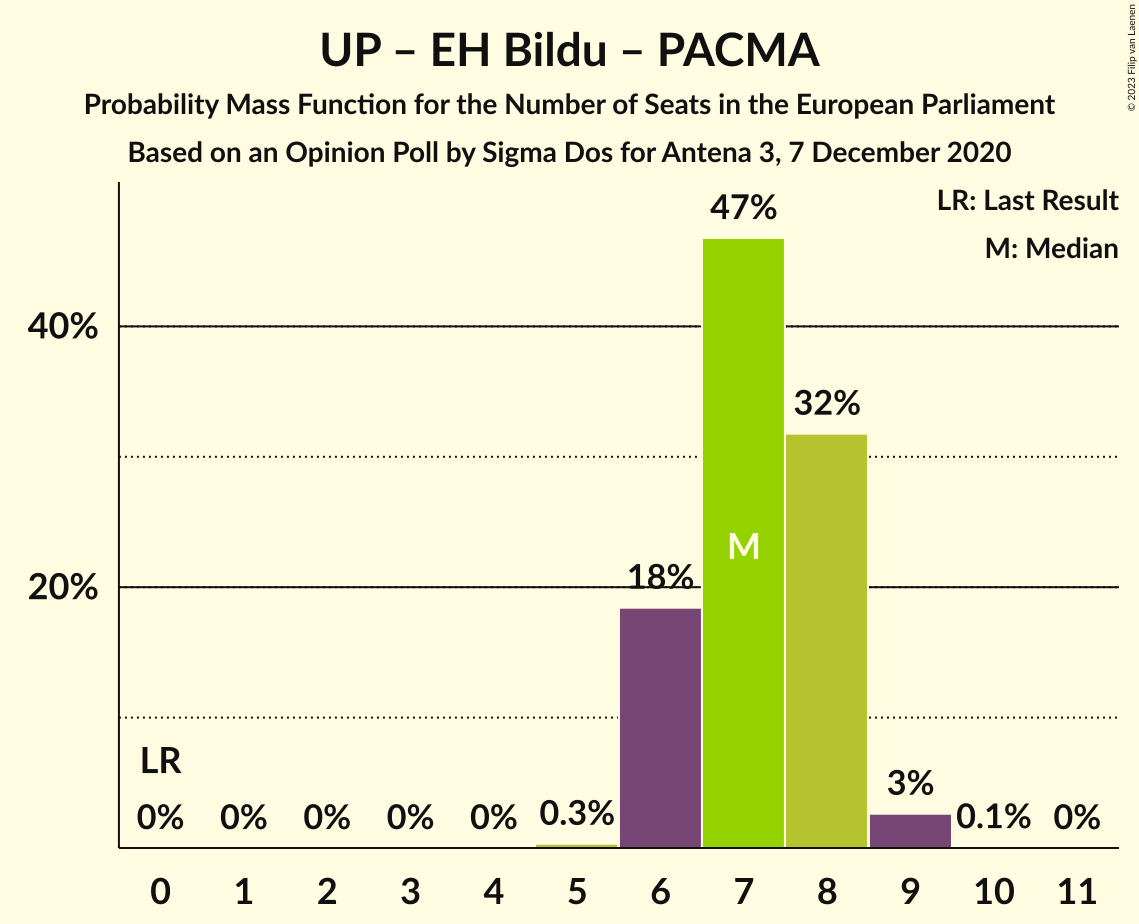 UP – EH Bildu – PACMA
Probability Mass Function for the Number of Seats in the European Parliament
Based on an Opinion Poll by Sigma Dos for Antena 3, 7 December 2020
© 2023 Filip van Laenen
LR: Last Result
M: Median
47%
40%
32%
M
20%
18%
LR
3%
0% 0% 0% 0% 0% 0.3% 0.1% 0%
0 1 2 3 4 5 6 7 8 9 10 11